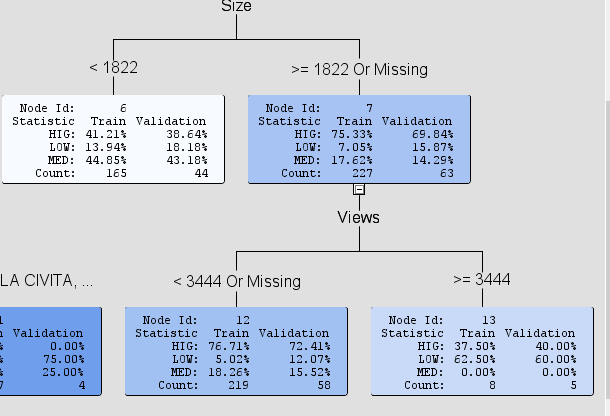 Size
< 1822
>= 1822 Or Missing
Node Id: 6
Statistic Train Validation
HIG: 41.21% 38.64%
LOW: 13.94% 18.18%
MED: 44.85% 43.18%
Count: 165 44
Node Id: 7
Statistic Train Validation
HIG: 75.33% 69.84%
LOW: 7.05% 15.87%
MED: 17.62% 14.29%
Count: 227 63
Views
LA CIVITA, ...
< 3444 Or Missing
>= 3444
1
n Validation
% 0.00%
% 75.00%
% 25.00%
7 4
Node Id: 12
Statistic Train Validation
HIG: 76.71% 72.41%
LOW: 5.02% 12.07%
MED: 18.26% 15.52%
Count: 219 58
Node Id: 13
Statistic Train Validation
HIG: 37.50% 40.00%
LOW: 62.50% 60.00%
MED: 0.00% 0.00%
Count: 8 5